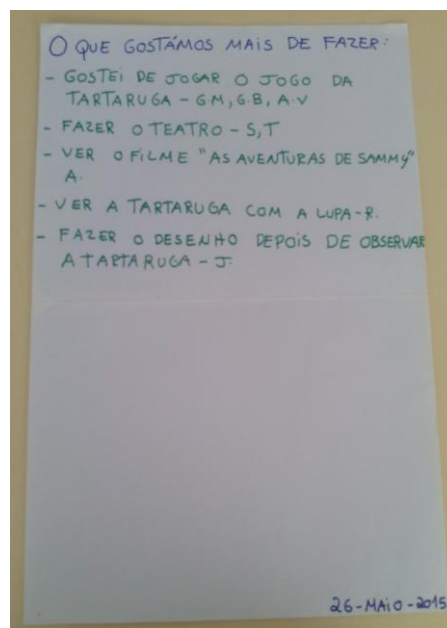 O QUE GOSTÁMOS MAIS DE FAZER:
- GOSTEI DE JOGAR O JOGO DA
TARTARUGA - G.M, G.B, A.V
- FAZER O TEATRO - S,T
- VER O FILME "AS AVENTURAS DE SAMMY"
A.
- VER A TARTARUGA COM A LUPA - R.
- FAZER O DESENHO DEPOIS DE OBSERVAR
A TARTARUGA - J.
26-MAIO-2015